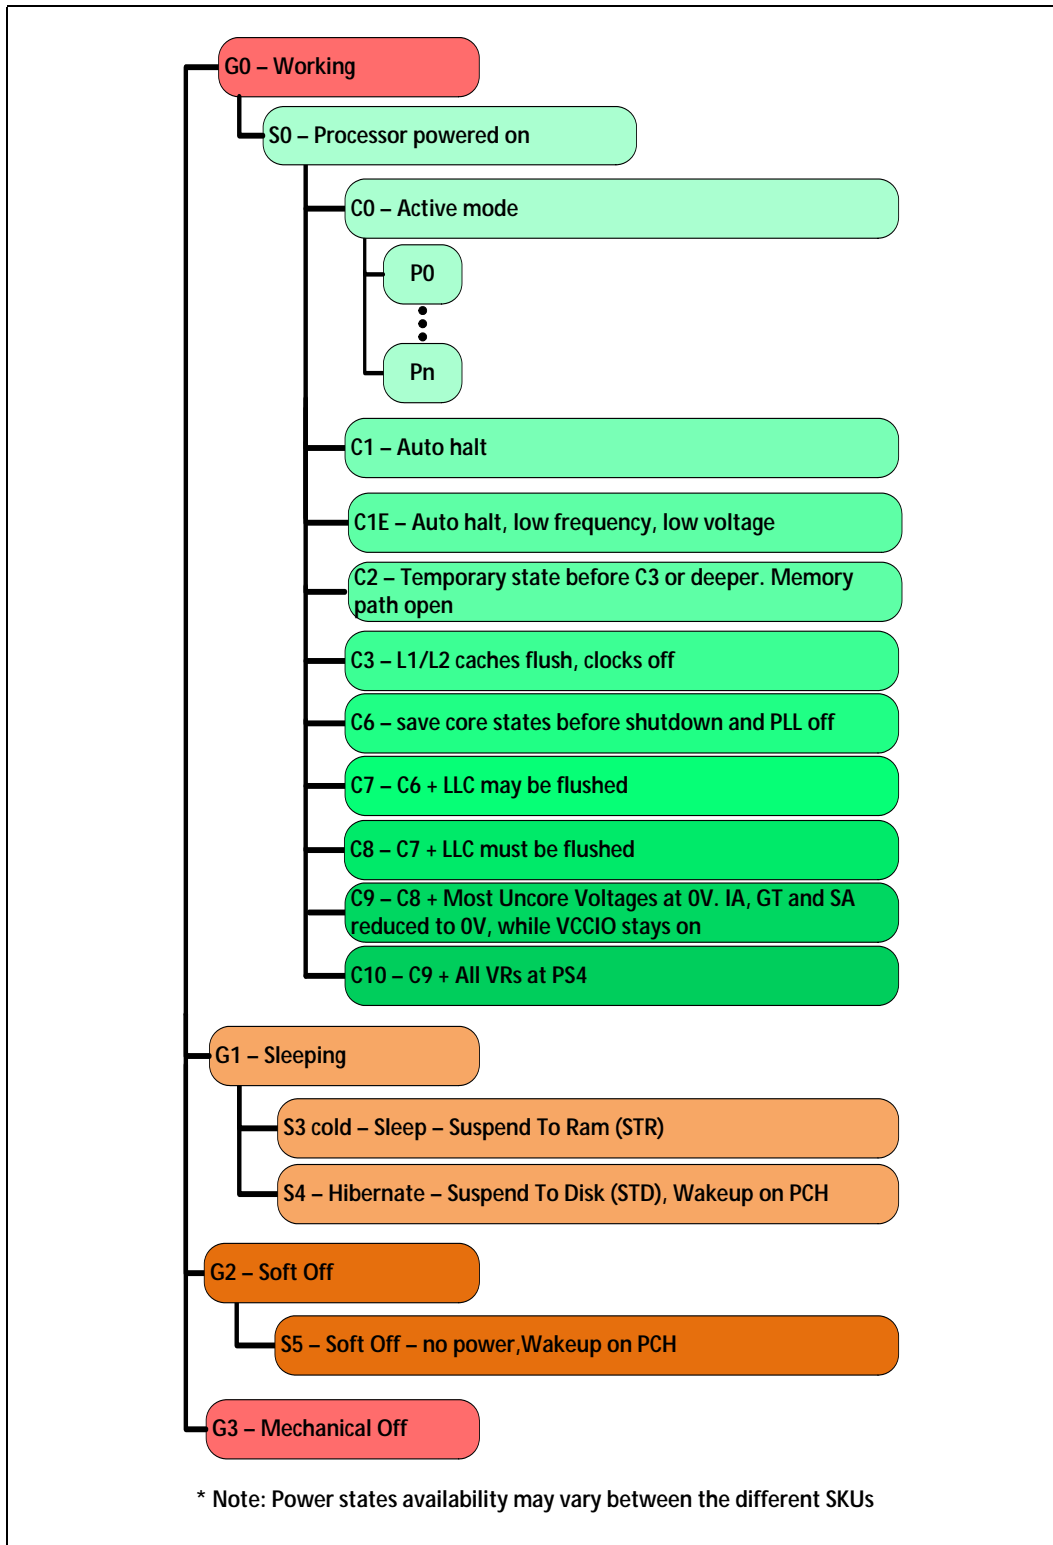 G0 – Working
S0 – Processor powered on
C0 – Active mode
P0
Pn
C1 – Auto halt
C1E – Auto halt, low frequency, low voltage
C2 – Temporary state before C3 or deeper. Memory
path open
C3 – L1/L2 caches flush, clocks off
C6 – save core states before shutdown and PLL off
C7 – C6 + LLC may be flushed
C8 – C7 + LLC must be flushed
C9 – C8 + Most Uncore Voltages at 0V. IA, GT and SA
reduced to 0V, while VCCIO stays on
C10 – C9 + All VRs at PS4
G1 – Sleeping
S3 cold – Sleep – Suspend To Ram (STR)
S4 – Hibernate – Suspend To Disk (STD), Wakeup on PCH
G2 – Soft Off
S5 – Soft Off – no power,Wakeup on PCH
G3 – Mechanical Off
* Note: Power states availability may vary between the different SKUs